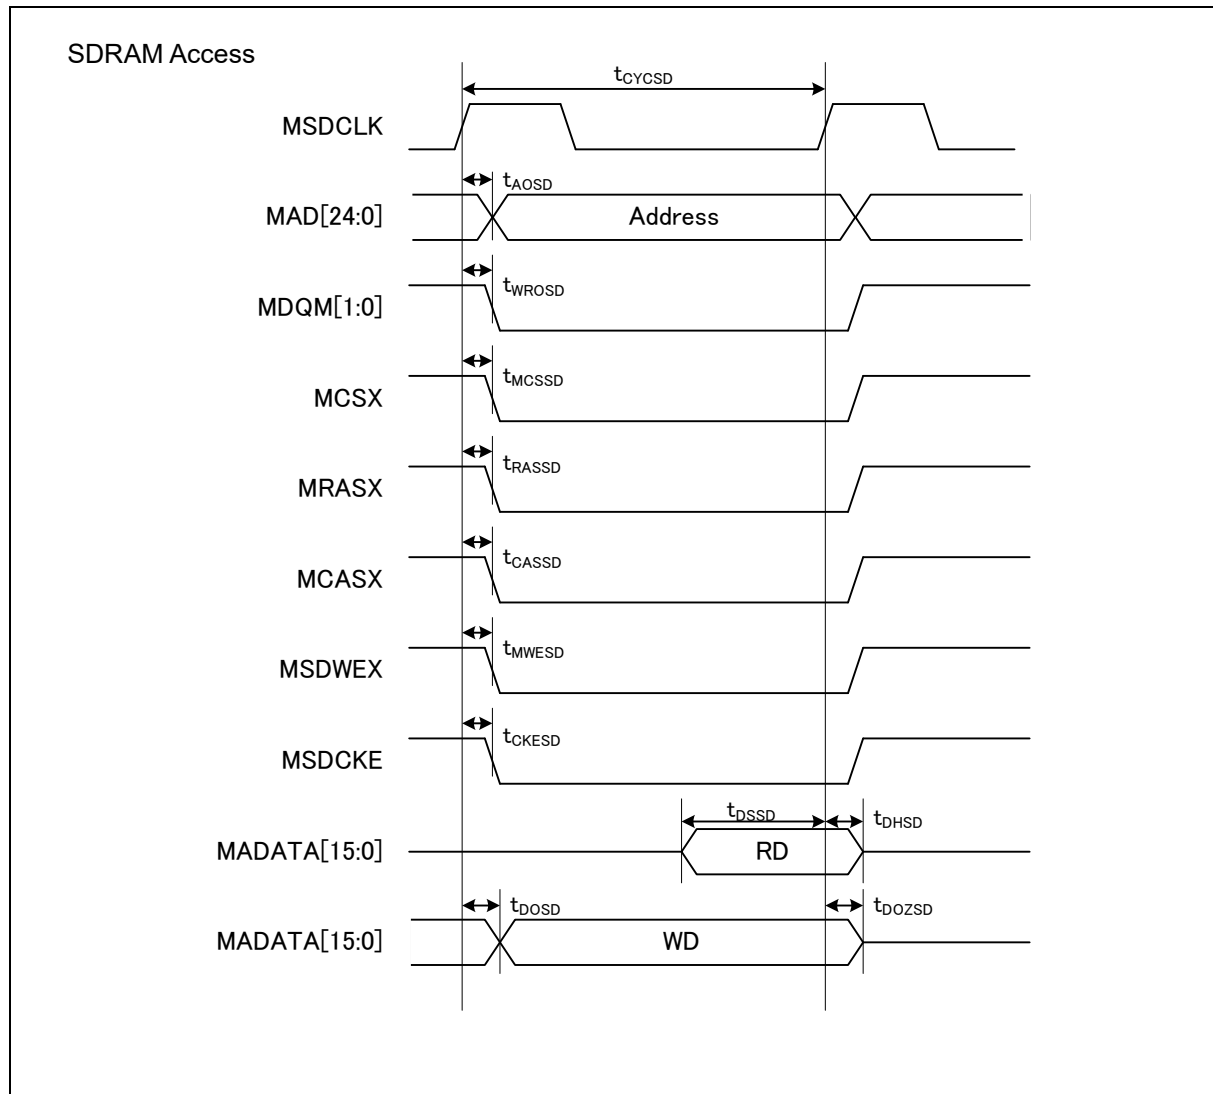 SDRAM Access
tCYCSD
MSDCLK
tAOSD
MAD[24:0]
Address
tWROSD
MDQM[1:0]
tMCSSD
MCSX
tRASSD
MRASX
tCASSD
MCASX
tMWESD
MSDWEX
tCKESD
MSDCKE
tDSSD
tDHSD
MADATA[15:0]
RD
tDOSD
tDOZSD
MADATA[15:0]
WD